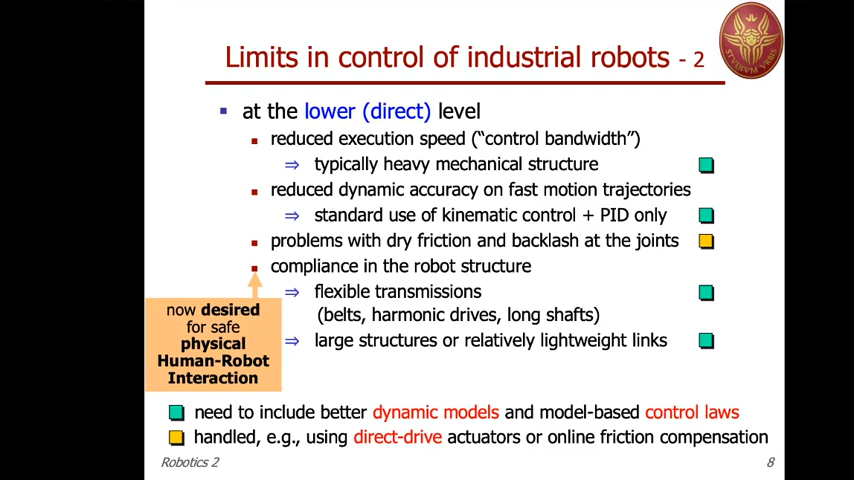 Limits in control of industrial robots - 2
STVDIVM VRBIS
at the lower (direct) level
reduced execution speed ("control bandwidth")
⇒ typically heavy mechanical structure
reduced dynamic accuracy on fast motion trajectories
⇒ standard use of kinematic control + PID only
problems with dry friction and backlash at the joints
compliance in the robot structure
⇒ flexible transmissions
(belts, harmonic drives, long shafts)
⇒ large structures or relatively lightweight links
now desired
for safe
physical
Human-Robot
Interaction
need to include better dynamic models and model-based control laws
handled, e.g., using direct-drive actuators or online friction compensation
Robotics 2
8